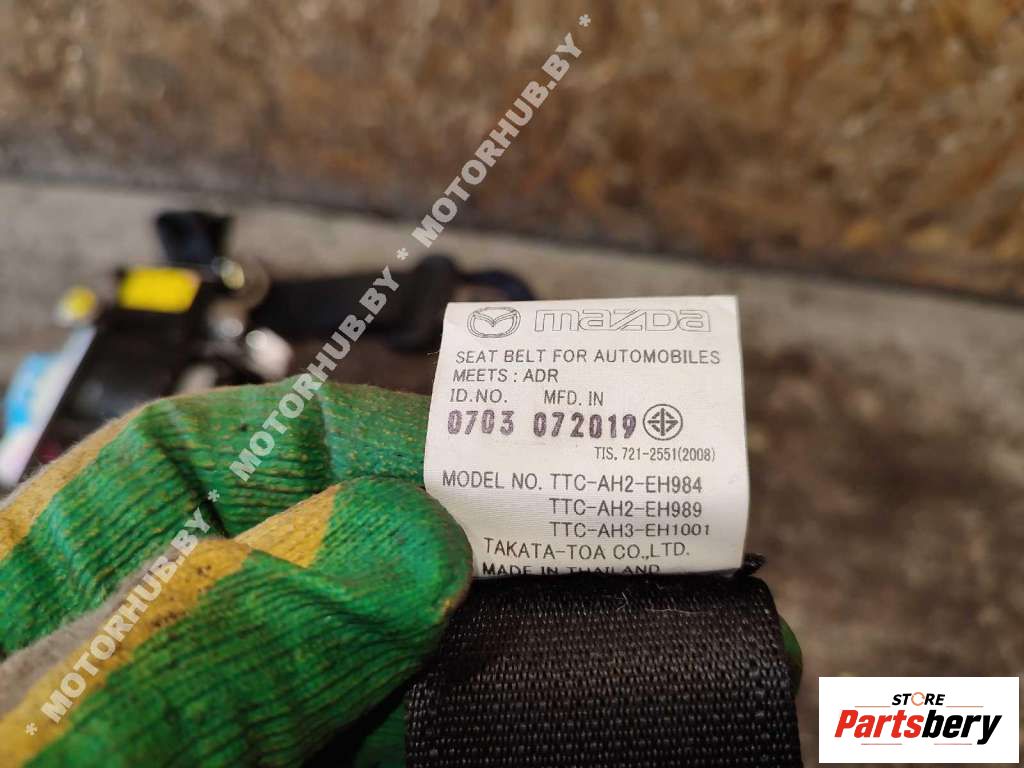 mazda
SEAT BELT FOR AUTOMOBILES
MEETS : ADR
ID.NO. MFD. IN
0703 072019
TIS. 721-2551(2008)
MODEL NO. TTC-AH2-EH984
TTC-AH2-EH989
TTC-AH3-EH1001
TAKATA-TOA CO.,LTD.
MADE IN THAILAND
* MOTORHUB.BY * MOTORHUB.BY * MOTORHUB.BY *
STORE
Partsbery